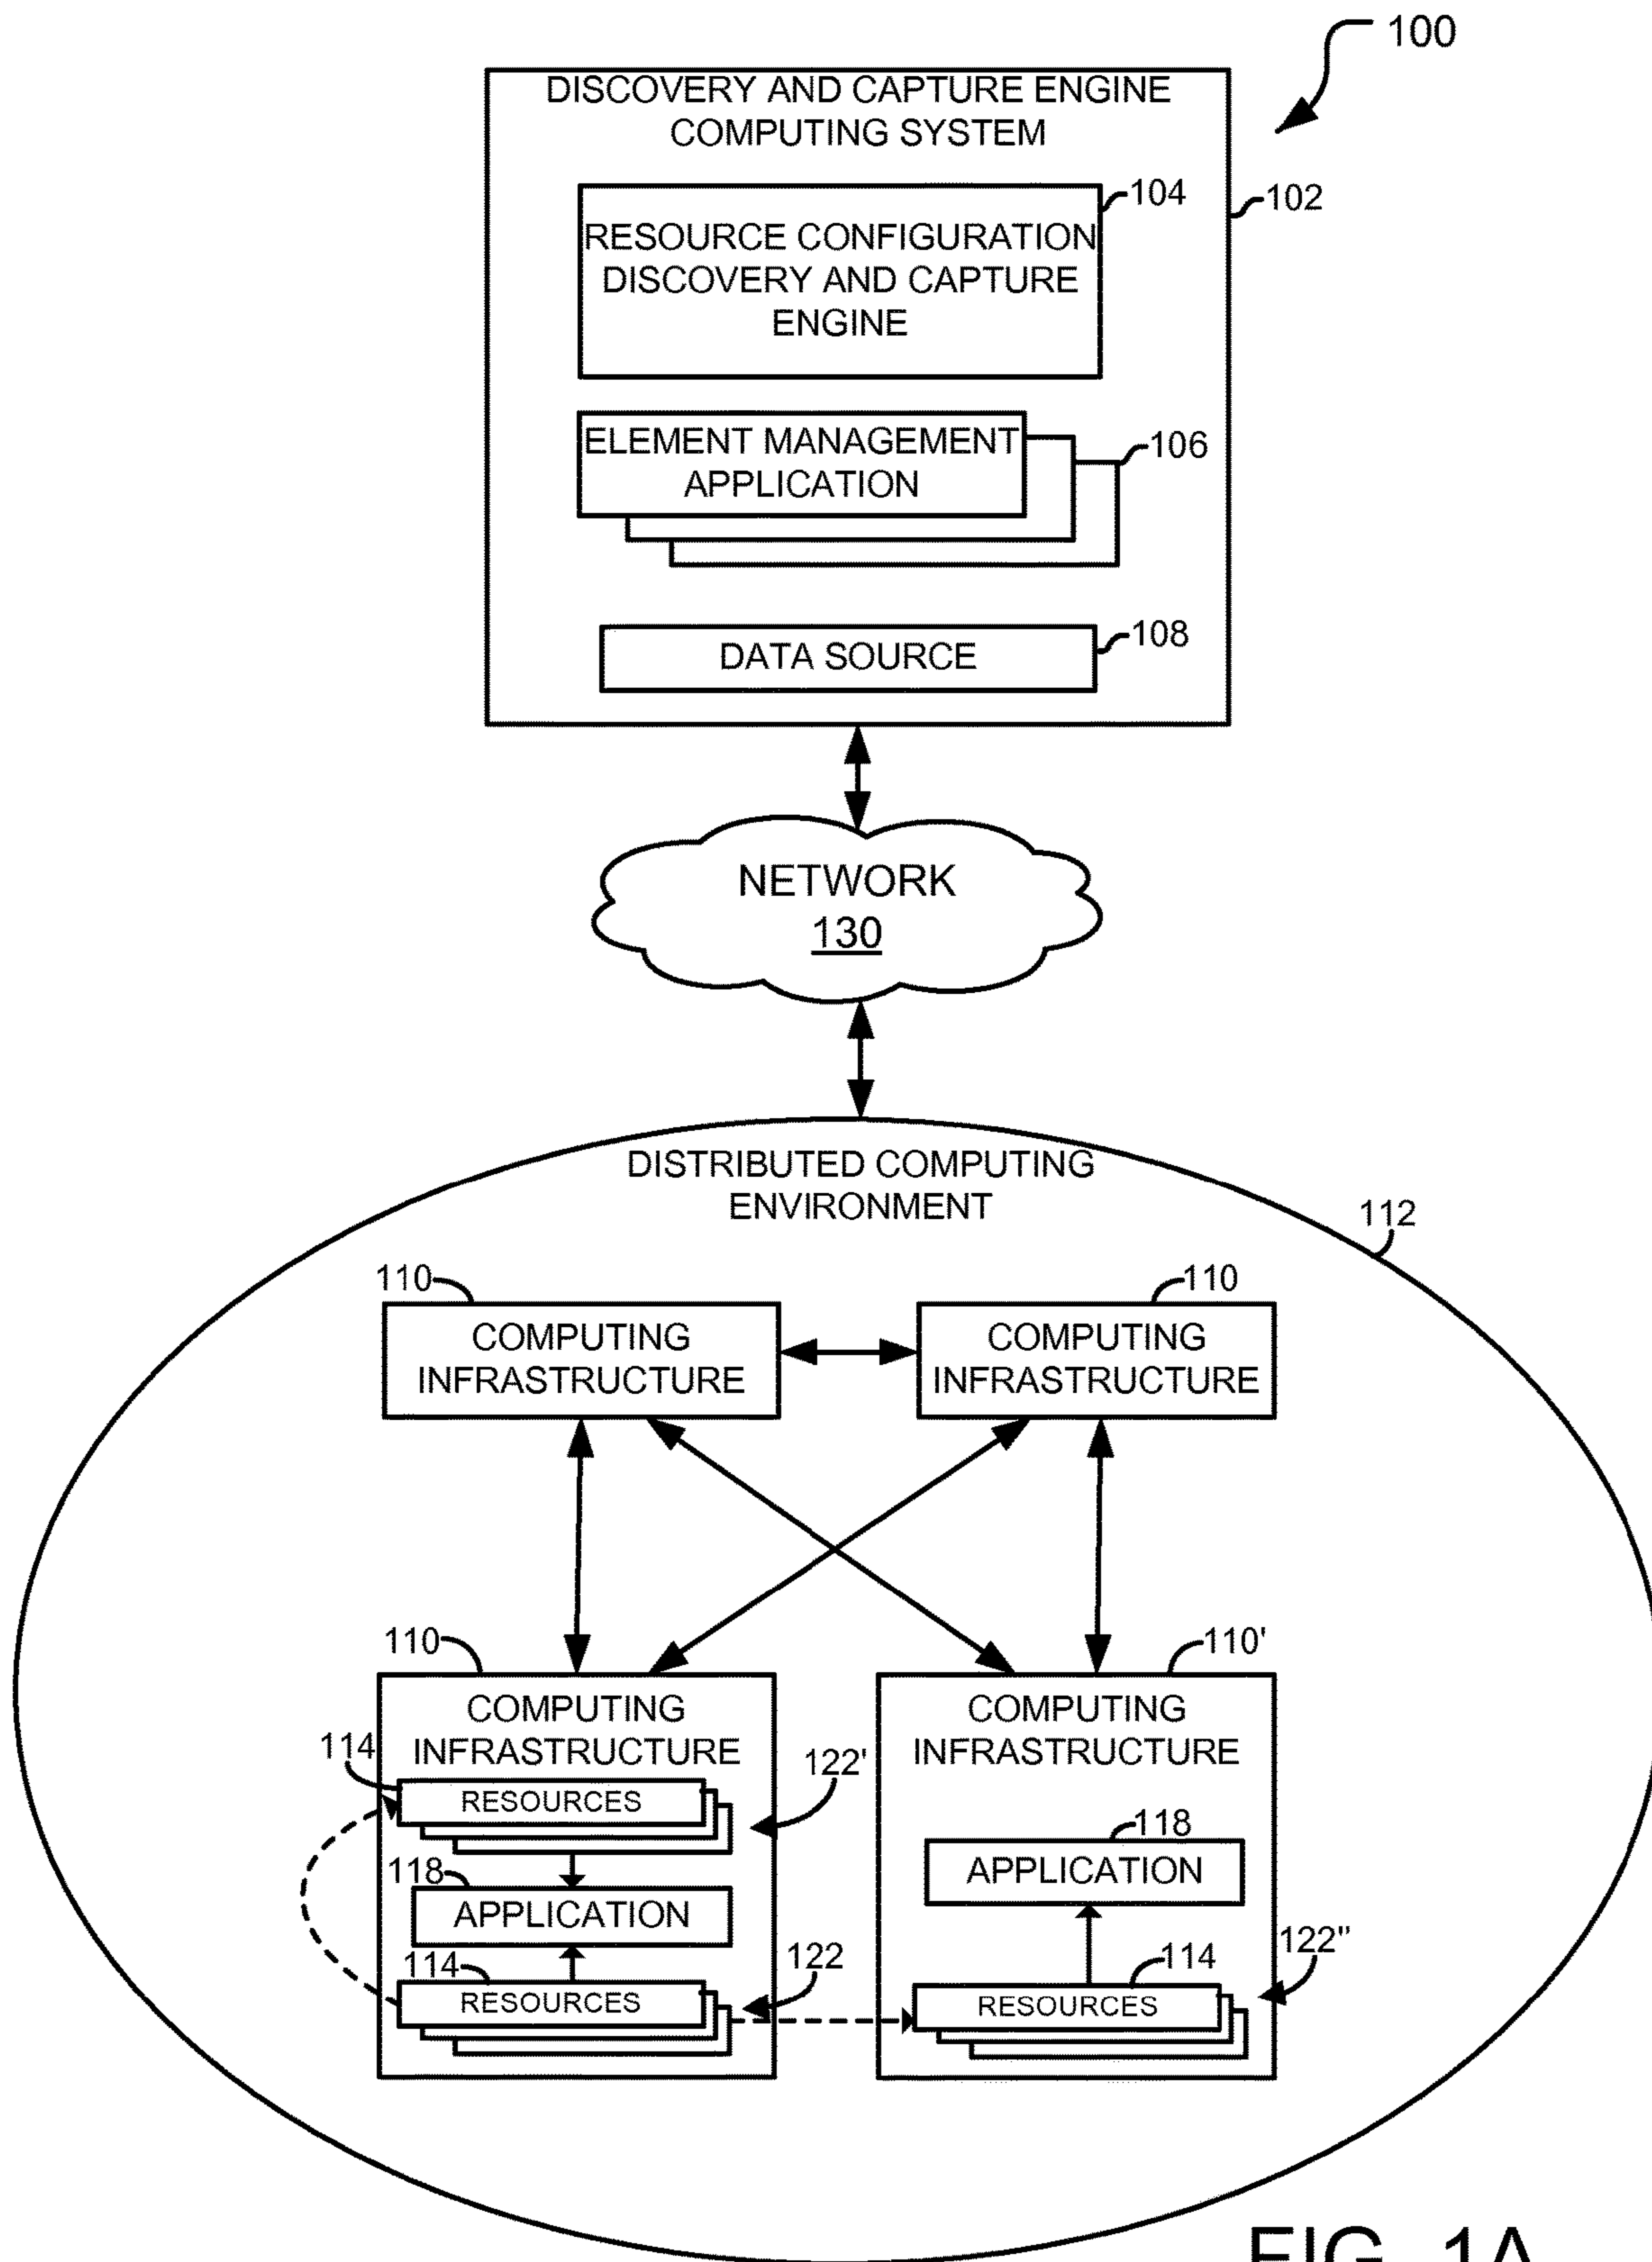 100
DISCOVERY AND CAPTURE ENGINE
COMPUTING SYSTEM
104
102
RESOURCE CONFIGURATION
DISCOVERY AND CAPTURE
ENGINE
ELEMENT MANAGEMENT
APPLICATION
106
DATA SOURCE
108
NETWORK
130
DISTRIBUTED COMPUTING
ENVIRONMENT
112
110
COMPUTING
INFRASTRUCTURE
110
COMPUTING
INFRASTRUCTURE
110
COMPUTING
INFRASTRUCTURE
114
RESOURCES
122'
118
APPLICATION
114
RESOURCES
122
110'
COMPUTING
INFRASTRUCTURE
118
APPLICATION
114
RESOURCES
122"
FIG. 1A